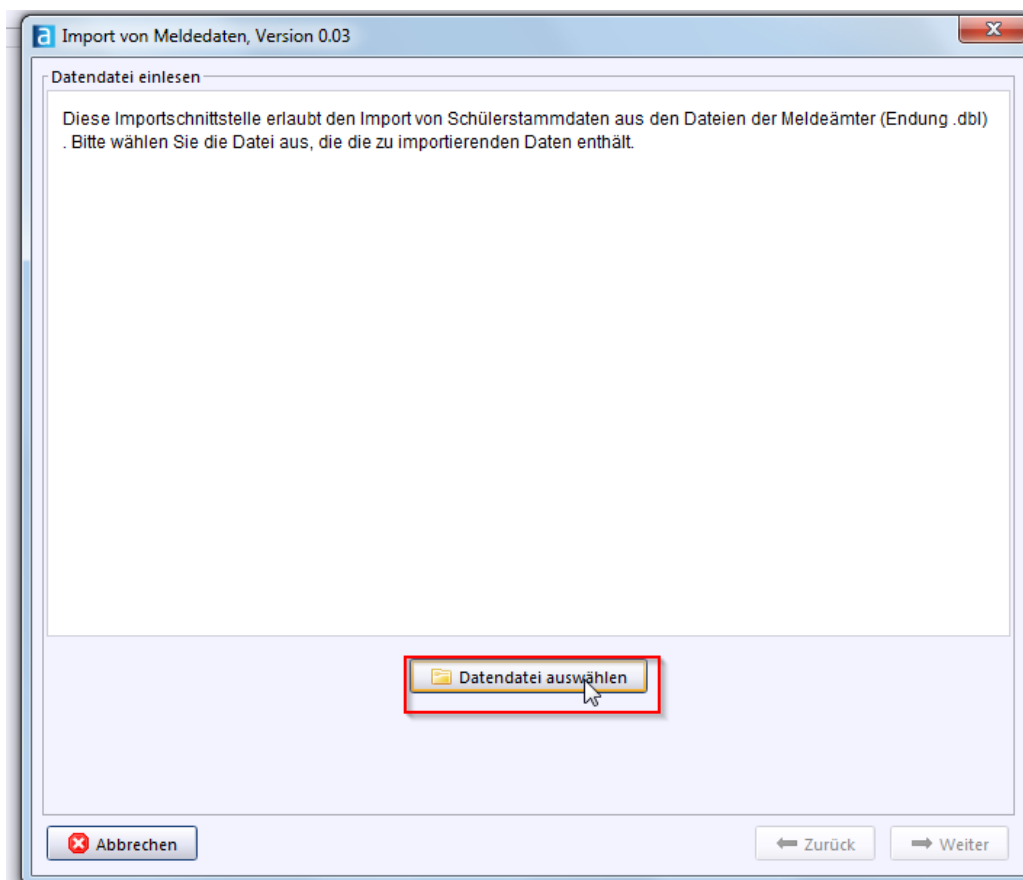 Import von Meldedaten, Version 0.03
Datendatei einlesen
Diese Importschnittstelle erlaubt den Import von Schülerstammdaten aus den Dateien der Meldeämter (Endung .dbl)
. Bitte wählen Sie die Datei aus, die die zu importierenden Daten enthält.
Datendatei auswählen
Abbrechen
Zurück
Weiter